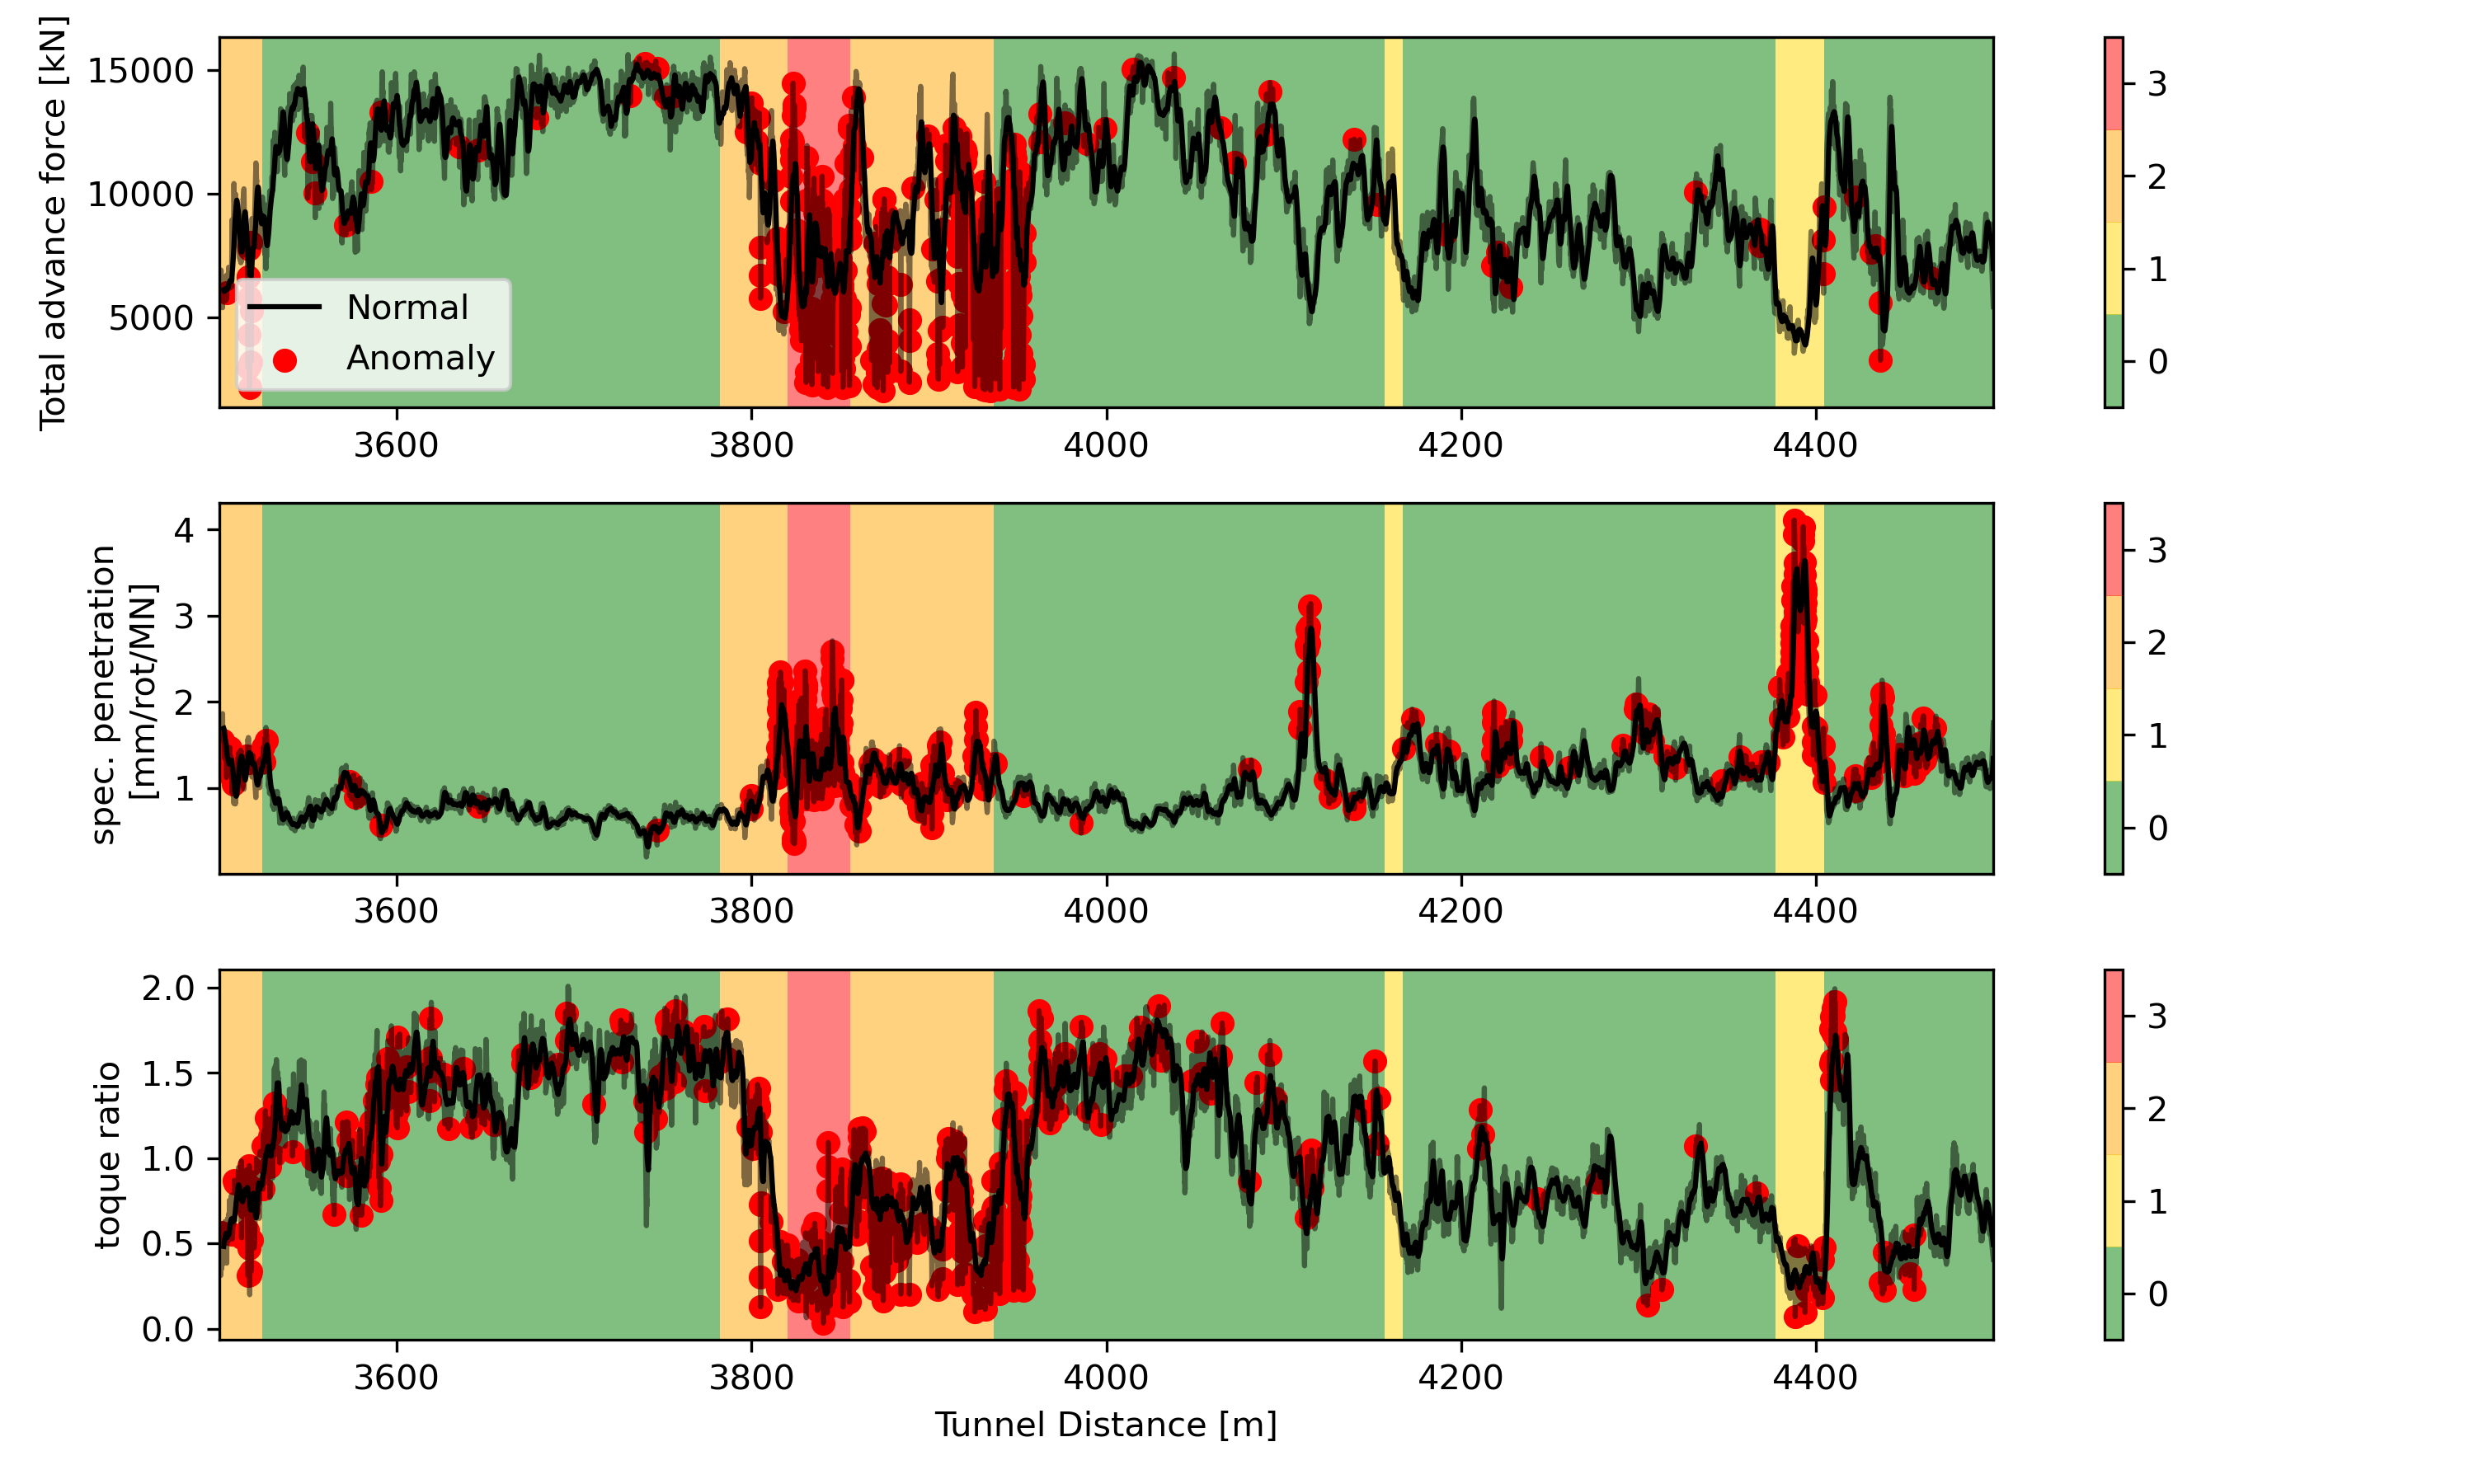 Total advance force [kN]
15000
10000
5000
Normal
Anomaly
3600 3800 4000 4200 4400
3
2
1
0
spec. penetration
[mm/rot/MN]
4
3
2
1
3600 3800 4000 4200 4400
3
2
1
0
toque ratio
2.0
1.5
1.0
0.5
0.0
3600 3800 4000 4200 4400
Tunnel Distance [m]
3
2
1
0